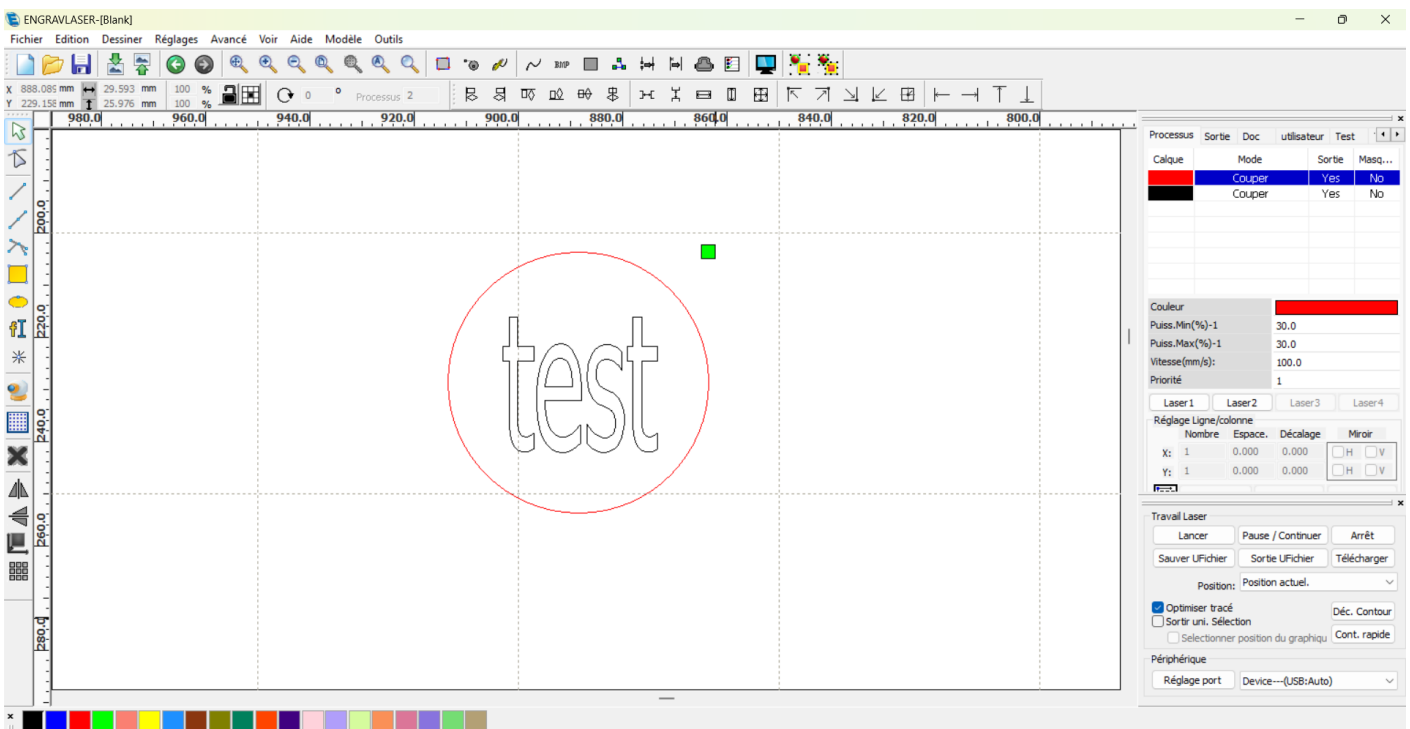 ENGRAVLASER-[Blank]
Fichier Edition Dessiner Réglages Avancé Voir Aide Modèle Outils
BMP
X 888.089 mm 29.593 mm 100 %
Y 229.158 mm 25.976 mm 100 %
0 ° Processus 2
980.0 960.0 940.0 920.0 900.0 880.0 860.0 840.0 820.0 800.0
200.0
220.0
240.0
260.0
280.0
test
Processus Sortie Doc utilisateur Test
Calque Mode Sortie Masq...
Couper Yes No
Couper Yes No
Couleur
Puiss.Min(%)-1 30.0
Puiss.Max(%)-1 30.0
Vitesse(mm/s): 100.0
Priorité 1
Laser1 Laser2 Laser3 Laser4
Réglage Ligne/colonne
Nombre Espace. Décalage Miroir
X: 1 0.000 0.000 H V
Y: 1 0.000 0.000 H V
Travail Laser
Lancer Pause / Continuer Arrêt
Sauver UFichier Sortie UFichier Télécharger
Position: Position actuel.
Optimiser tracé
Sortir uni. Sélection
Déc. Contour
Selectionner position du graphiqu
Cont. rapide
Périphérique
Réglage port Device---(USB:Auto)